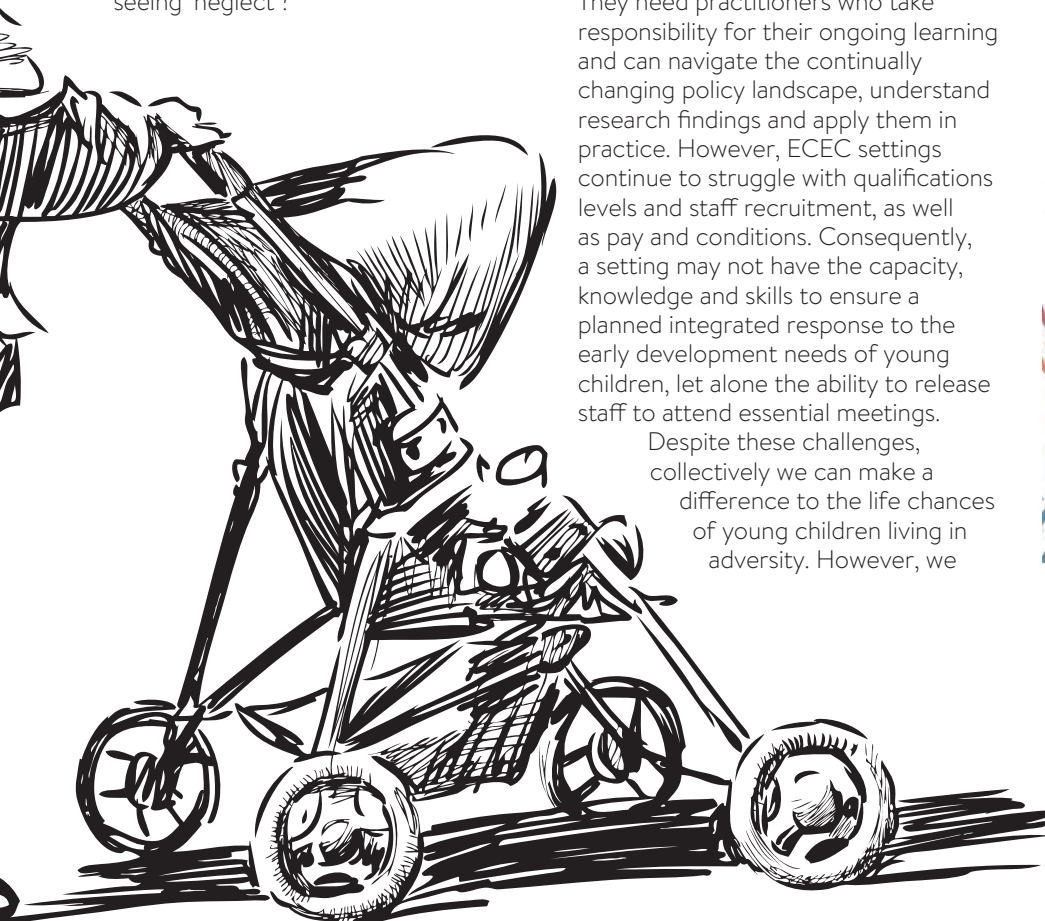 seeing ‘neglect’?
They need practitioners who take
responsibility for their ongoing learning
and can navigate the continually
changing policy landscape, understand
research findings and apply them in
practice. However, ECEC settings
continue to struggle with qualifications
levels and staff recruitment, as well
as pay and conditions. Consequently,
a setting may not have the capacity,
knowledge and skills to ensure a
planned integrated response to the
early development needs of young
children, let alone the ability to release
staff to attend essential meetings.
Despite these challenges,
collectively we can make a
difference to the life chances
of young children living in
adversity. However, we